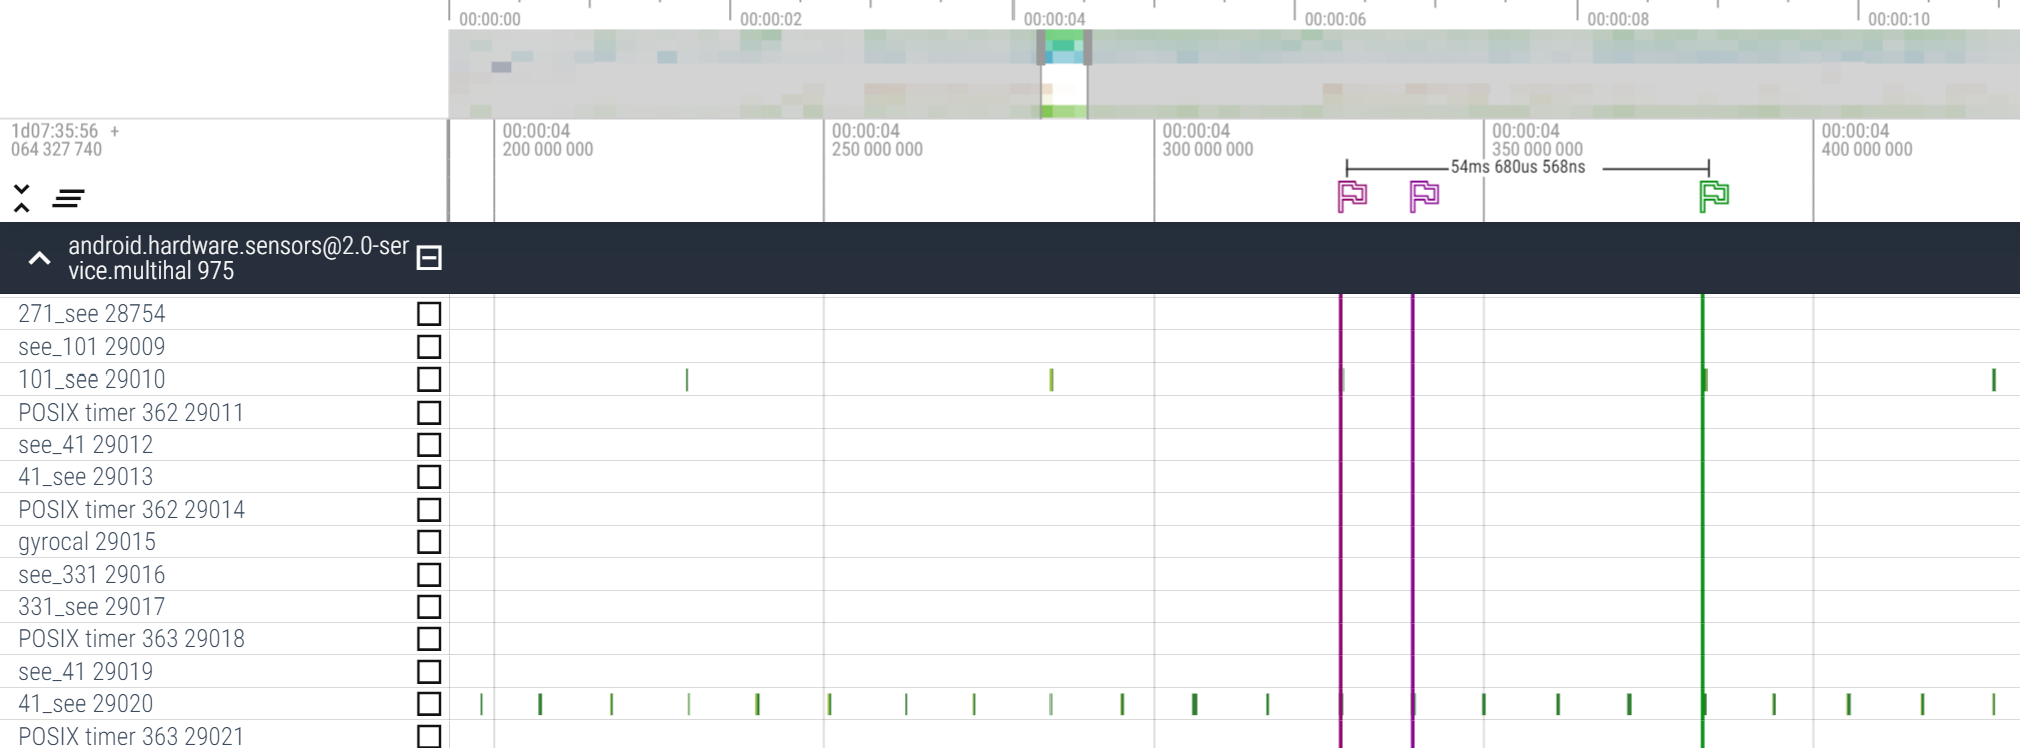 00:00:00 00:00:02 00:00:04 00:00:06 00:00:08 00:00:10
1d07:35:56 + 00:00:04 00:00:04 00:00:04 00:00:04 00:00:04
064 327 740 200 000 000 250 000 000 300 000 000 350 000 000 400 000 000
54ms 680us 568ns
android.hardware.sensors@2.0-ser
vice.multihal 975
271_see 28754
see_101 29009
101_see 29010
POSIX timer 362 29011
see_41 29012
41_see 29013
POSIX timer 362 29014
gyrocal 29015
see_331 29016
331_see 29017
POSIX timer 363 29018
see_41 29019
41_see 29020
POSIX timer 363 29021